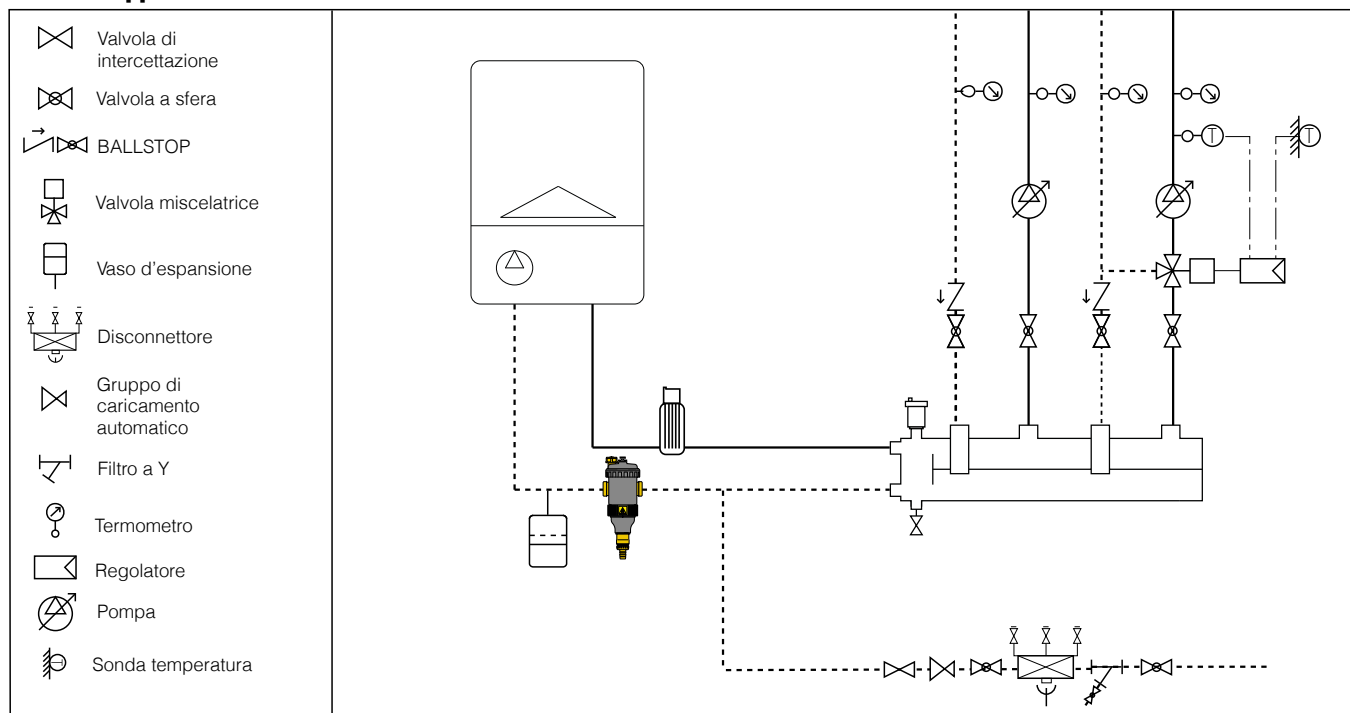 Valvola di
intercettazione
Valvola a sfera
BALLSTOP
Valvola miscelatrice
Vaso d'espansione
Disconnettore
Gruppo di
caricamento
automatico
Filtro a Y
Termometro
Regolatore
Pompa
Sonda temperatura
T
T